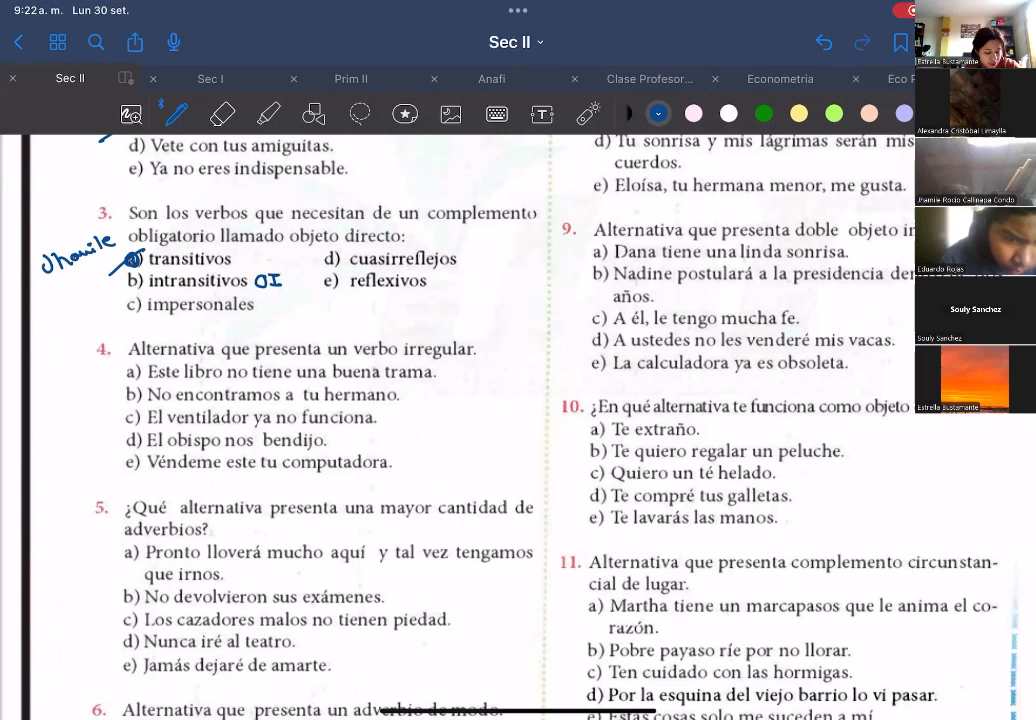 9:22 a. m. Lun 30 set.
Sec II
Sec II
Sec I
Prim II
Anafi
Clase Profesor...
Econometria
Eco
d) Vete con tus amiguitas.
e) Ya no eres indispensable.
3. Son los verbos que necesitan de un complemento
obligatorio llamado objeto directo:
Jhamile
a) transitivos
d) cuasirreflejos
b) intransitivos OI
e) reflexivos
c) impersonales
4. Alternativa que presenta un verbo irregular.
a) Este libro no tiene una buena trama.
b) No encontramos a tu hermano.
c) El ventilador ya no funciona.
d) El obispo nos bendijo.
e) Véndeme este tu computadora.
5. ¿Qué alternativa presenta una mayor cantidad de
adverbios?
a) Pronto lloverá mucho aquí y tal vez tengamos
que irnos.
b) No devolvieron sus exámenes.
c) Los cazadores malos no tienen piedad.
d) Nunca iré al teatro.
e) Jamás dejaré de amarte.
6. Alternativa que presenta un adverbio de modo.
d) Tu sonrisa y mis lágrimas serán mis
cuerdos.
e) Eloísa, tu hermana menor, me gusta.
9. Alternativa que presenta doble objeto
a) Dana tiene una linda sonrisa.
b) Nadine postulará a la presidencia
años.
c) A él, le tengo mucha fe.
d) A ustedes no les venderé mis vacas.
e) La calculadora ya es obsoleta.
10. ¿En qué alternativa te funciona como objeto
a) Te extraño.
b) Te quiero regalar un peluche.
c) Quiero un té helado.
d) Te compré tus galletas.
e) Te lavarás las manos.
11. Alternativa que presenta complemento circunstan-
cial de lugar.
a) Martha tiene un marcapasos que le anima el co-
razón.
b) Pobre payaso ríe por no llorar.
c) Ten cuidado con las hormigas.
d) Por la esquina del viejo barrio lo vi pasar.
e) Estas cosas solo me suceden a mí
Estrella Bustamante
Alexandra Cristóbal Limaylla
Jhamile Rocio Callinapa Condo
Eduardo Rojas
Souly Sanchez
Souly Sanchez
Estrella Bustamante